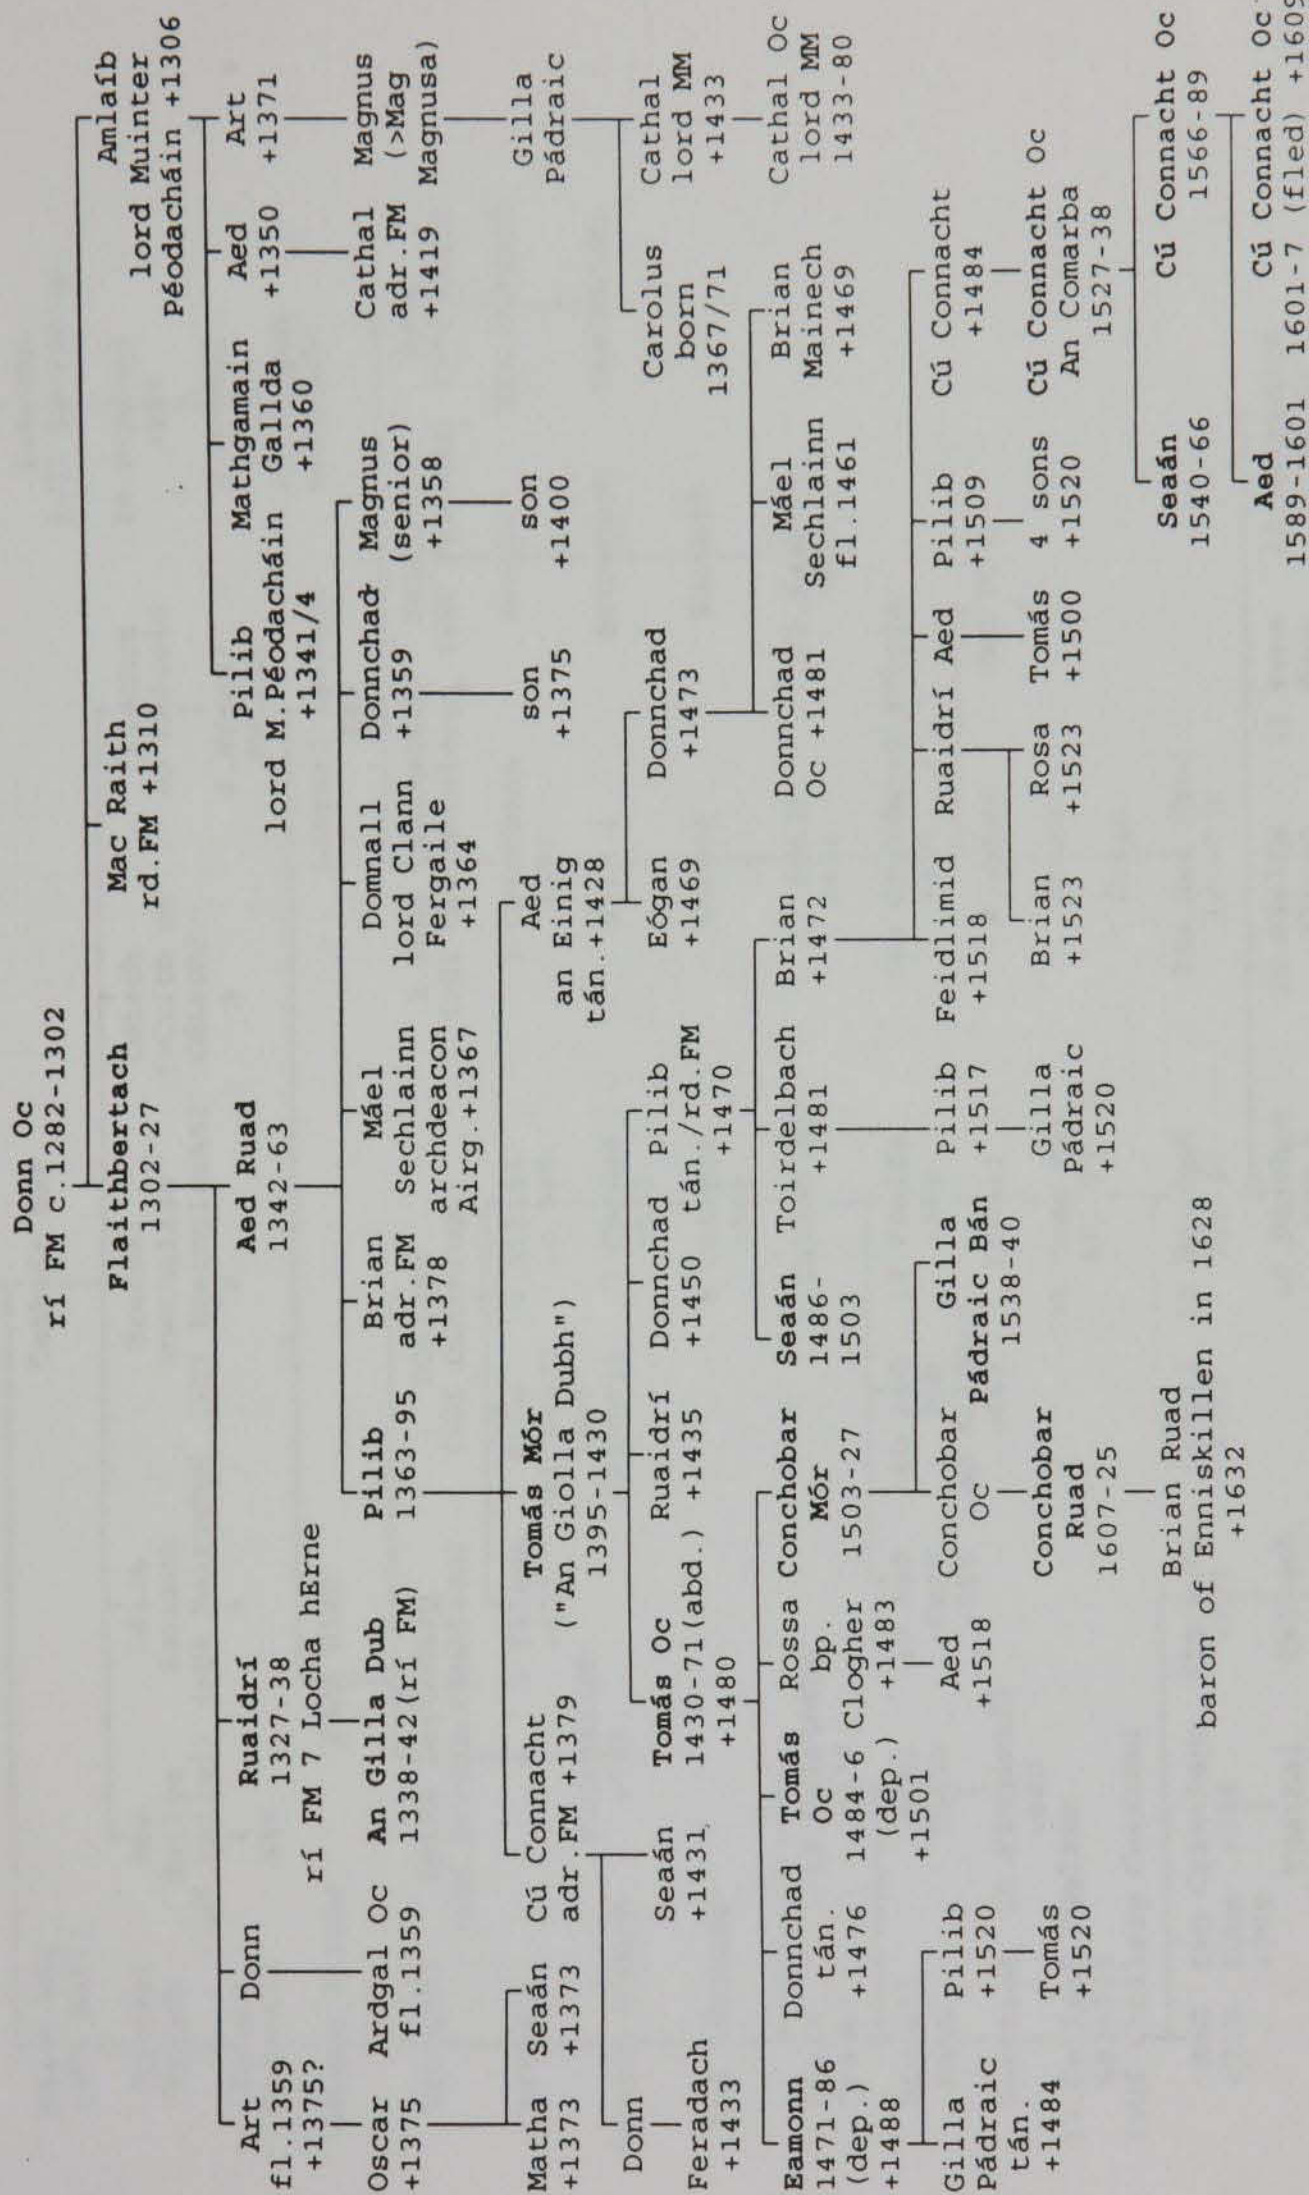 Donn Oc
rí FM c.1282-1302
Flaithbertach
1302-27
Mac Raith
rd.FM +1310
Amlaíb
lord Muinter
Péodacháin +1306
Art
fl.1359
+1375?
Donn
Ruaidrí
1327-38
rí FM 7 Locha hErne
Aed Ruad
1342-63
Pilib
lord M.Péodacháin
+1341/4
Mathgamain
Gallda
+1360
Aed
+1350
Art
+1371
Oscar
+1375
Ardgal Oc
fl.1359
An Gilla Dub
1338-42(rí FM)
Pilib
1363-95
Brian
adr.FM
+1378
Máel
Sechlainn
archdeacon
Airg.+1367
Domnall
lord Clann
Fergaile
+1364
Donnchad
+1359
Magnus
(senior)
+1358
Cathal
adr.FM
+1419
Magnus
(>Mag
Magnusa)
Matha
+1373
Seaán
+1373
Cú Connacht
adr.FM +1379
Tomás Mór
("An Giolla Dubh")
1395-1430
Aed
an Einig
tán.+1428
son
+1375
son
+1400
Gilla
Pádraic
Donn
Feradach
+1433
Seaán
+1431
Tomás Oc
1430-71(abd.)
+1480
Ruaidrí
+1435
Donnchad
+1450
Pilib
tán./rd.FM
+1470
Eógan
+1469
Donnchad
+1473
Carolus
born
1367/71
Cathal
lord MM
+1433
Eamonn
1471-86
(dep.)
+1488
Donnchad
tán.
+1476
Tomás
Oc
1484-6
(dep.)
+1501
Rossa
bp.
Clogher
+1483
Conchobar
Mór
1503-27
Seaán
1486-
1503
Toirdelbach
+1481
Brian
+1472
Donnchad
Oc +1481
Máel
Sechlainn
fl.1461
Brian
Mainech
+1469
Cathal Oc
lord MM
1433-80
Gilla
Pádraic
tán.
+1484
Pilib
+1520
Aed
+1518
Conchobar
Oc
Gilla
Pádraic Bán
1538-40
Pilib
+1517
Feidlimid
+1518
Ruaidrí
Aed
Pilib
+1509
Cú Connacht
+1484
Tomás
+1520
Conchobar
Ruad
1607-25
Gilla
Pádraic
+1520
Brian
+1523
Rosa
+1523
Tomás
+1500
4 sons
+1520
Cú Connacht Oc
An Comarba
1527-38
Brian Ruad
baron of Enniskillen in 1628
+1632
Seaán
1540-66
Cú Connacht Oc
1566-89
Aed
1589-1601
Cú Connacht Oc
1601-7 (fled) +1609